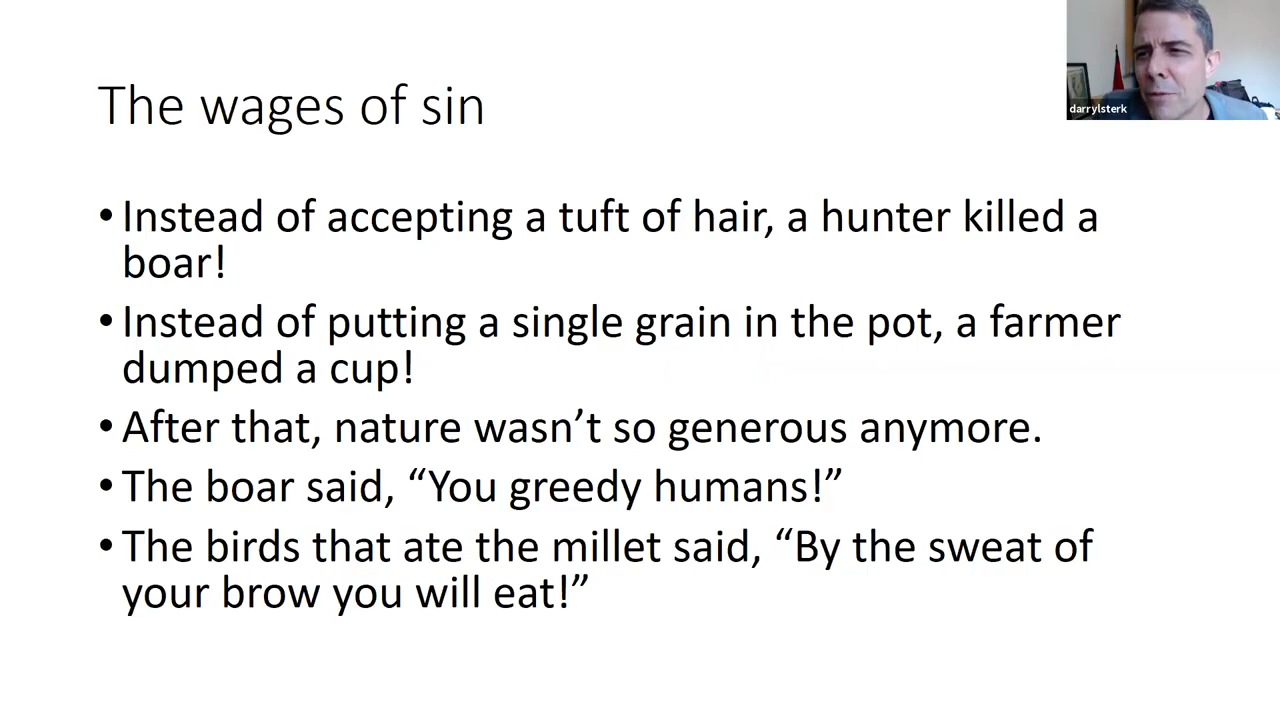 The wages of sin
darrylsterk
• Instead of accepting a tuft of hair, a hunter killed a
boar!
• Instead of putting a single grain in the pot, a farmer
dumped a cup!
• After that, nature wasn’t so generous anymore.
• The boar said, “You greedy humans!”
• The birds that ate the millet said, “By the sweat of
your brow you will eat!”